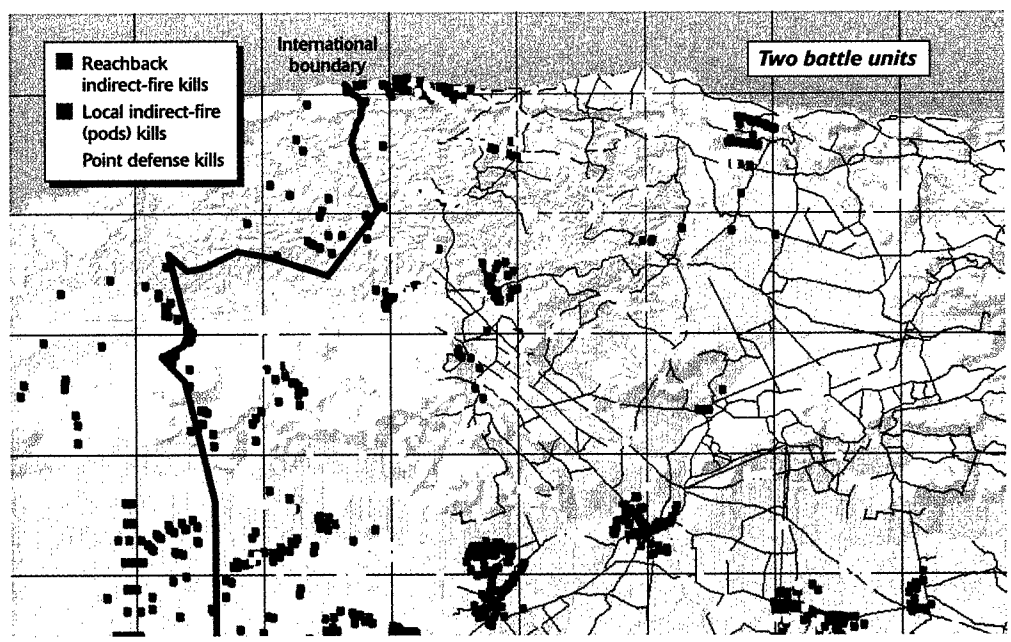 International
boundary
Two battle units
Reachback
indirect-fire kills
Local indirect-fire
(pods) kills
Point defense kills